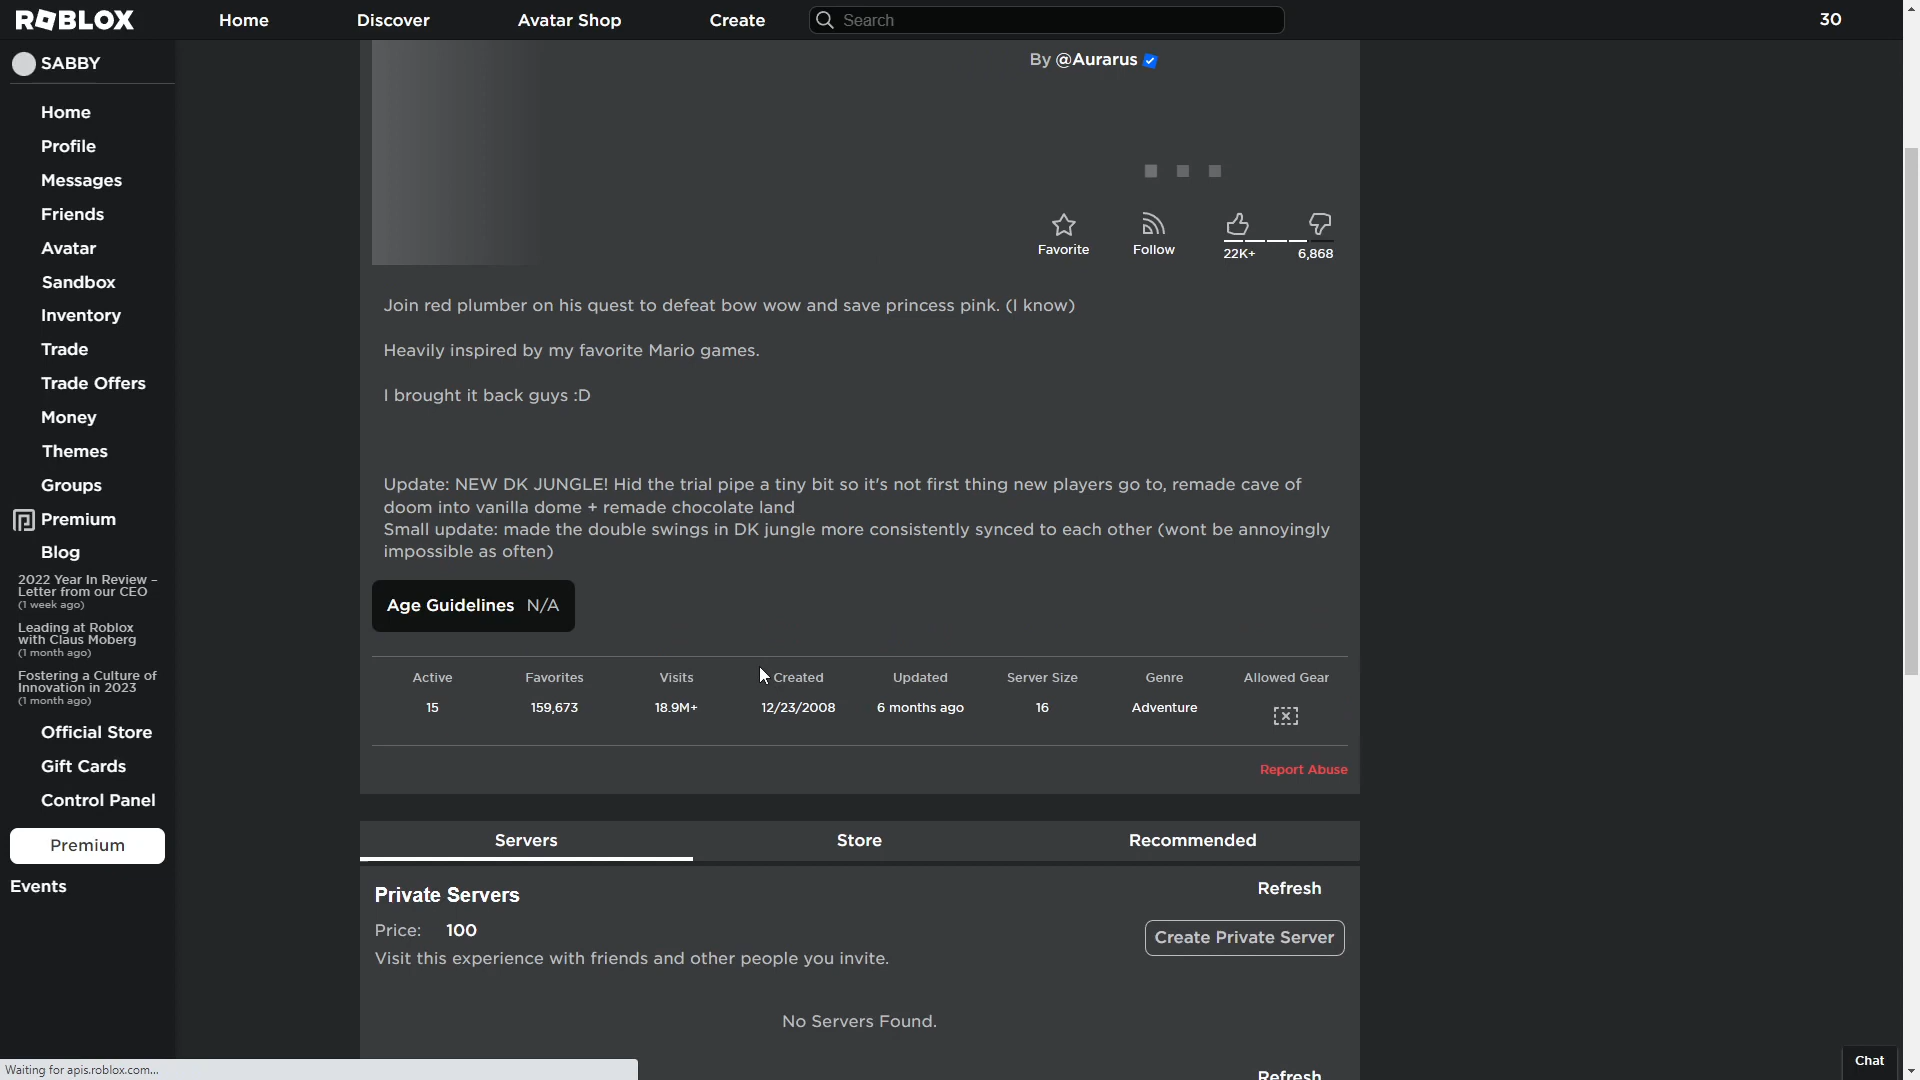 ROBLOX
Home
Discover
Avatar Shop
Create
Search
30
SABBY
Home
Profile
Messages
Friends
Avatar
Sandbox
Inventory
Trade
Trade Offers
Money
Themes
Groups
Premium
Blog
2022 Year In Review –
Letter from our CEO
(1 week ago)
Leading at Roblox
with Claus Moberg
(1 month ago)
Fostering a Culture of
Innovation in 2023
(1 month ago)
Official Store
Gift Cards
Control Panel
Premium
Events
By @Aurarus
Favorite
Follow
22K+
6,868
Join red plumber on his quest to defeat bow wow and save princess pink. (I know)
Heavily inspired by my favorite Mario games.
I brought it back guys :D
Update: NEW DK JUNGLE! Hid the trial pipe a tiny bit so it's not first thing new players go to, remade cave of
doom into vanilla dome + remade chocolate land
Small update: made the double swings in DK jungle more consistently synced to each other (wont be annoyingly
impossible as often)
Age Guidelines N/A
Active Favorites Visits Created Updated Server Size Genre Allowed Gear
15 159,673 18.9M+ 12/23/2008 6 months ago 16 Adventure
Report Abuse
Servers Store Recommended
Private Servers
Refresh
Price: 100
Create Private Server
Visit this experience with friends and other people you invite.
No Servers Found.
Refresh
Waiting for apis.roblox.com...
Chat